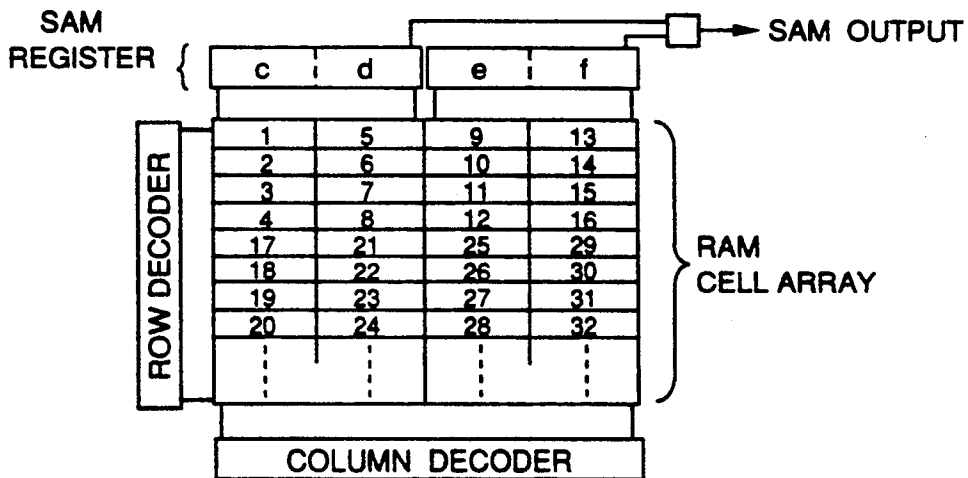 SAM REGISTER
SAM OUTPUT
c d e f
ROW DECODER
1 5 9 13
2 6 10 14
3 7 11 15
4 8 12 16
17 21 25 29
18 22 26 30
19 23 27 31
20 24 28 32
RAM CELL ARRAY
COLUMN DECODER